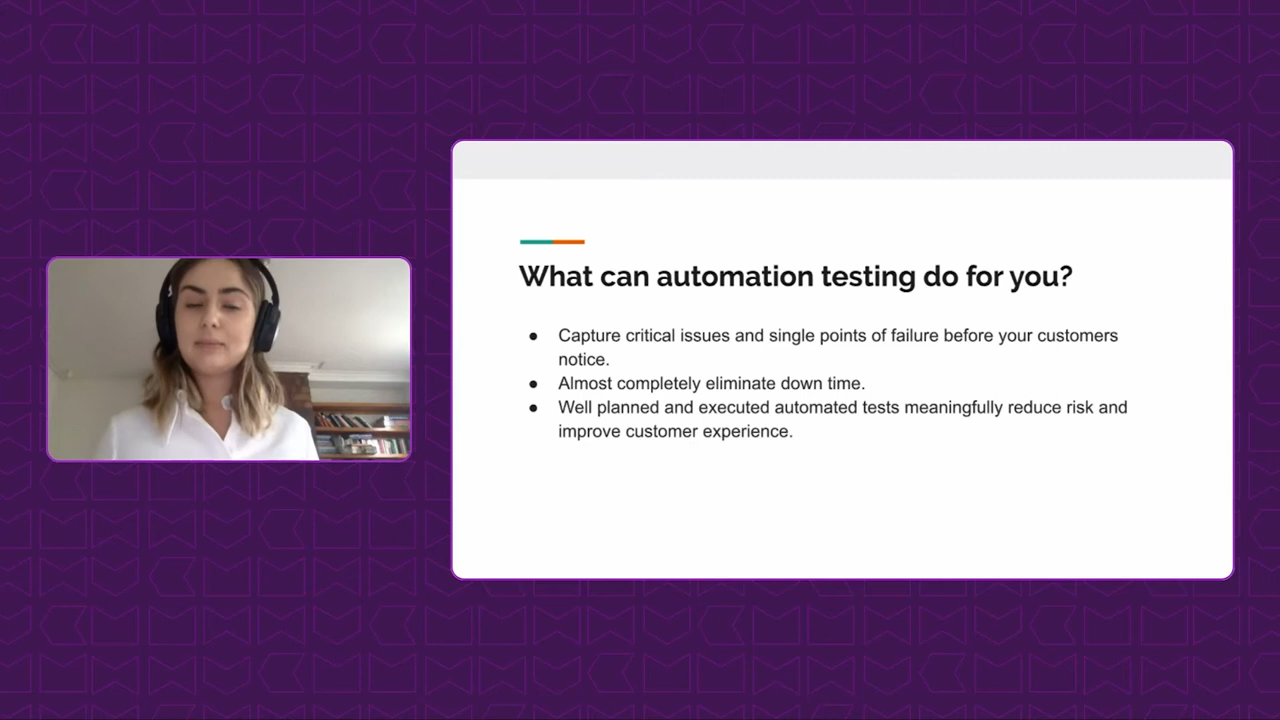 What can automation testing do for you?
● Capture critical issues and single points of failure before your customers
notice.
● Almost completely eliminate down time.
● Well planned and executed automated tests meaningfully reduce risk and
improve customer experience.